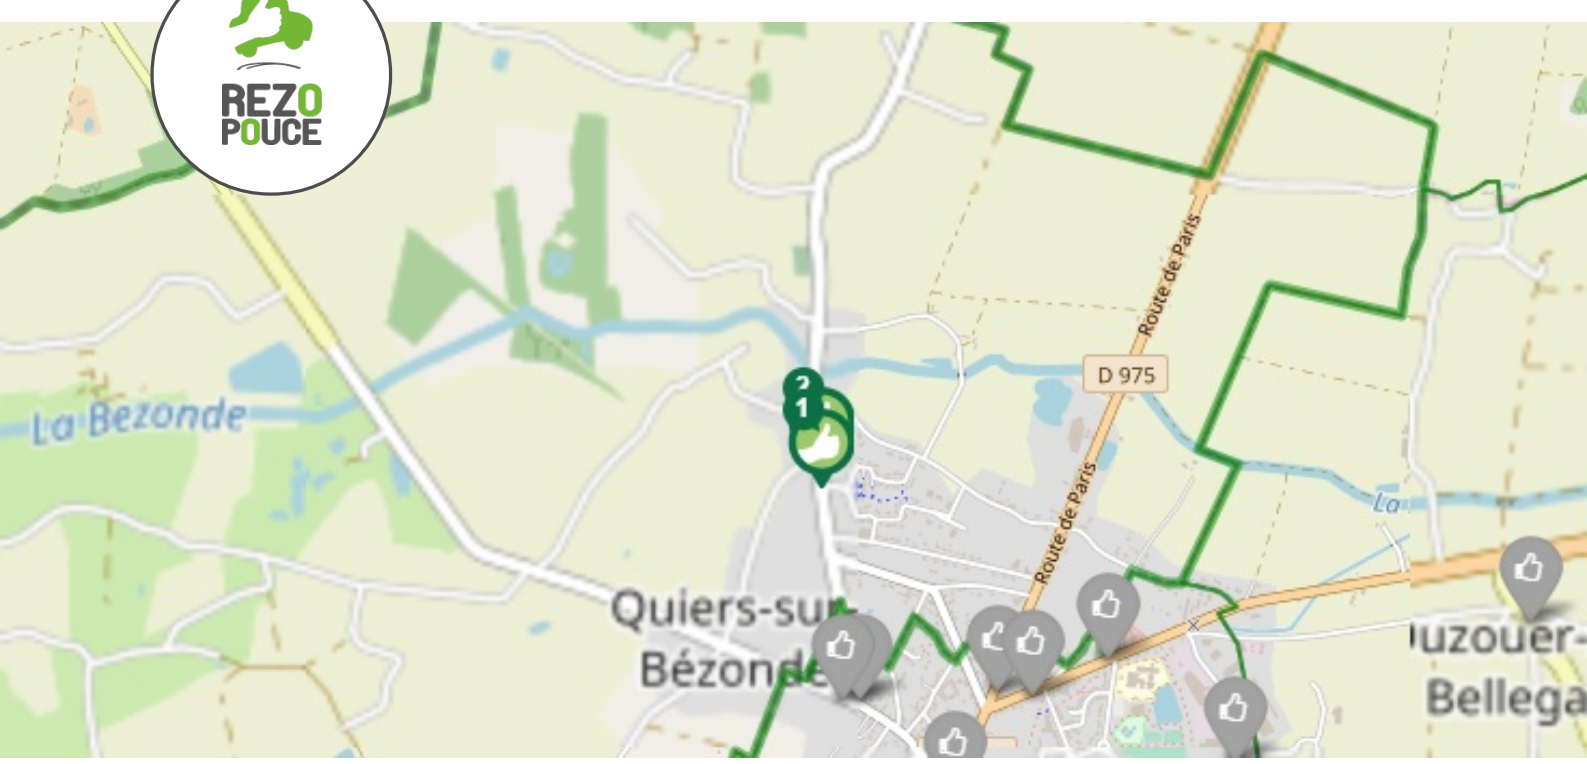 REZO
POUCE
Route de Paris
D 975
2
1
La Bezonde
La
Route de Paris
Quiers-sur-
Bézonde
uzouer-
Bellega